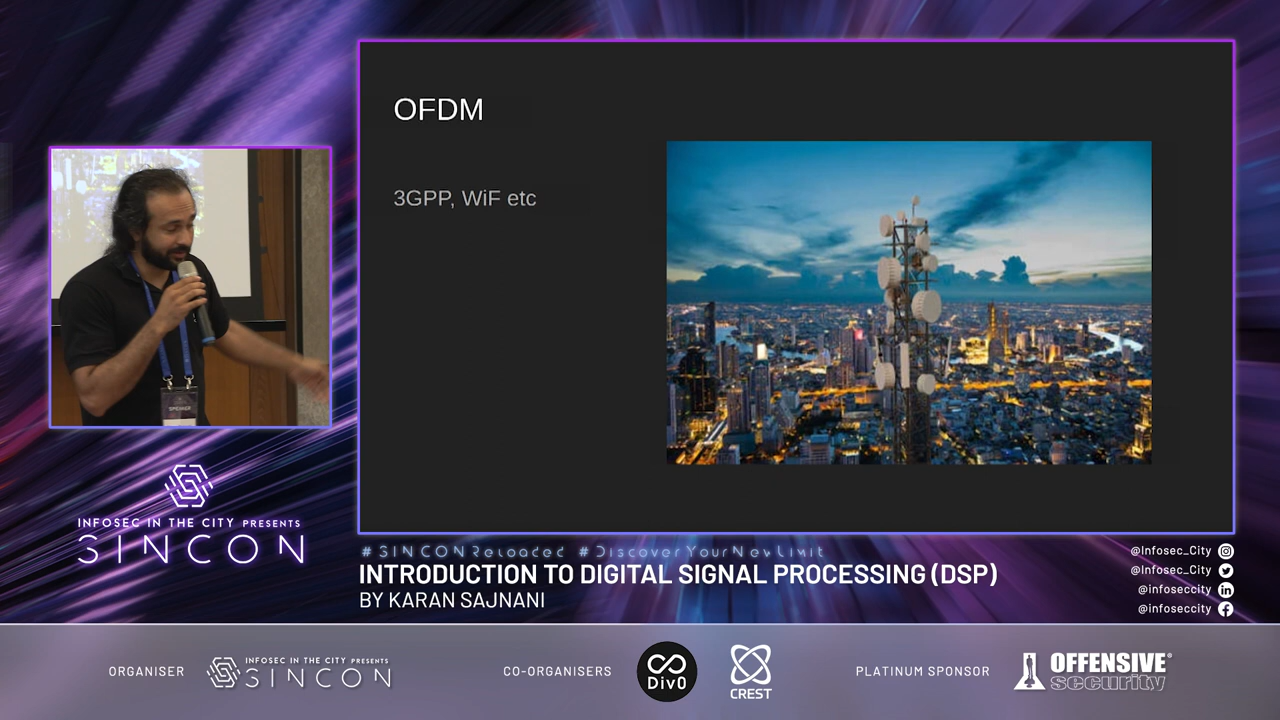 OFDM
3GPP, WiF etc
SPEAKER
INFOSEC IN THE CITY PRESENTS
SINCON
#SINCONReloaded #DiscoverYourNewLimit
INTRODUCTION TO DIGITAL SIGNAL PROCESSING (DSP)
BY KARAN SAJNANI
@Infosec_City
@Infosec_City
@infoseccity
@infoseccity
ORGANISER
INFOSEC IN THE CITY PRESENTS
SINCON
CO-ORGANISERS
Div0
CREST
PLATINUM SPONSOR
OFFENSIVE
security